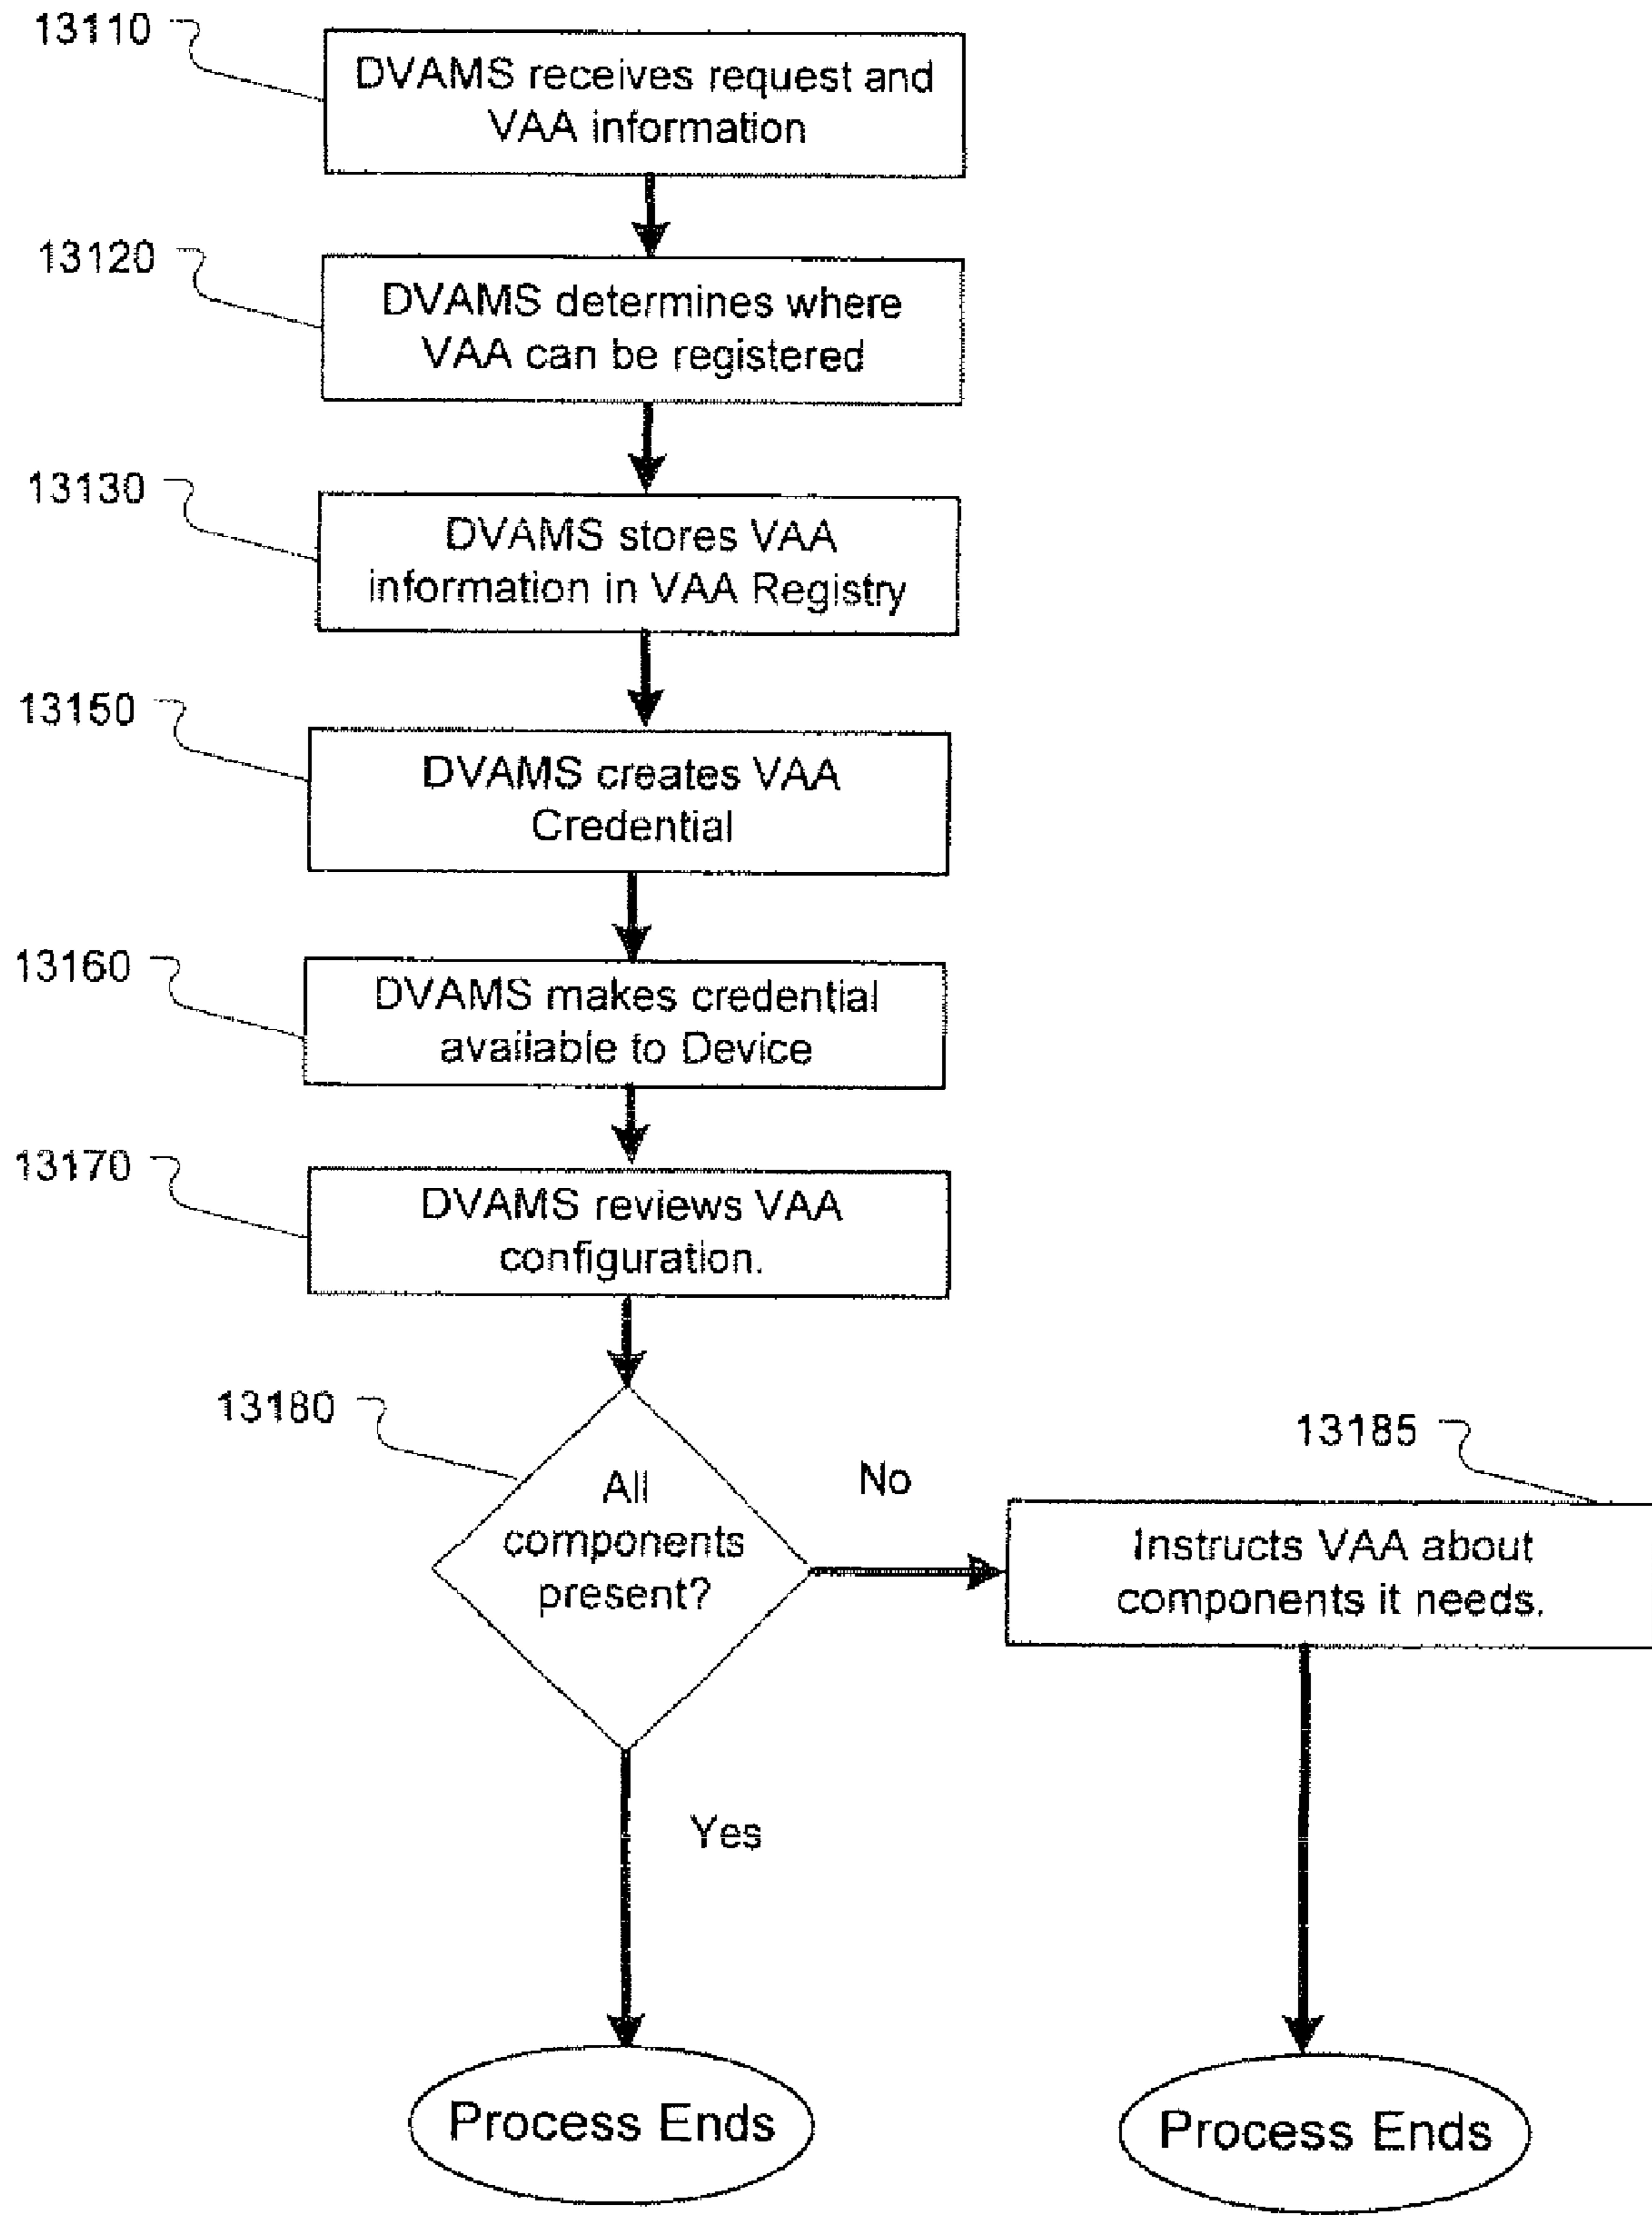 13110
DVAMS receives request and
VAA information
13120
DVAMS determines where
VAA can be registered
13130
DVAMS stores VAA
information in VAA Registry
13150
DVAMS creates VAA
Credential
13160
DVAMS makes credential
available to Device
13170
DVAMS reviews VAA
configuration.
13180
All
components
present?
No
13185
Instructs VAA about
components it needs.
Yes
Process Ends
Process Ends